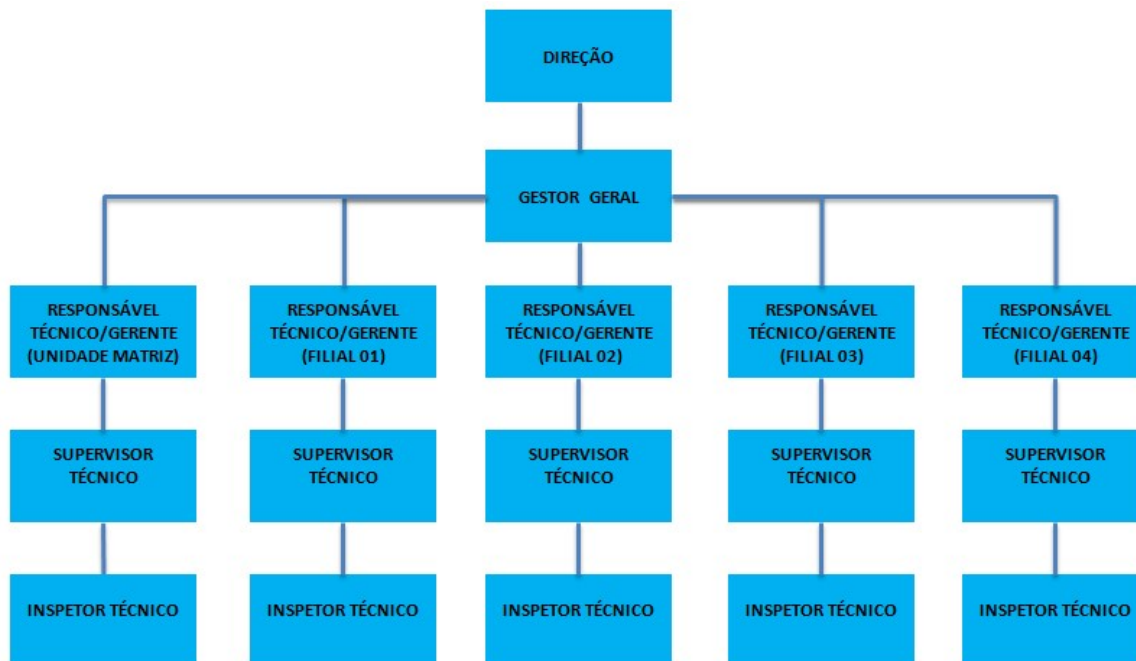 DIREÇÃO
GESTOR GERAL
RESPONSÁVEL
TÉCNICO/GERENTE
(UNIDADE MATRIZ)
RESPONSÁVEL
TÉCNICO/GERENTE
(FILIAL 01)
RESPONSÁVEL
TÉCNICO/GERENTE
(FILIAL 02)
RESPONSÁVEL
TÉCNICO/GERENTE
(FILIAL 03)
RESPONSÁVEL
TÉCNICO/GERENTE
(FILIAL 04)
SUPERVISOR
TÉCNICO
SUPERVISOR
TÉCNICO
SUPERVISOR
TÉCNICO
SUPERVISOR
TÉCNICO
SUPERVISOR
TÉCNICO
INSPETOR TÉCNICO
INSPETOR TÉCNICO
INSPETOR TÉCNICO
INSPETOR TÉCNICO
INSPETOR TÉCNICO